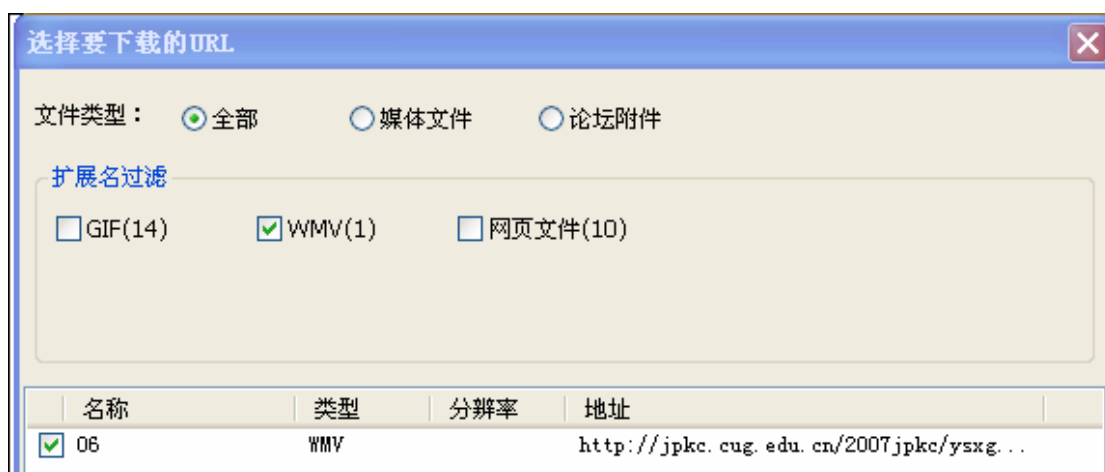 选择要下载的URL
文件类型： 全部 媒体文件 论坛附件
扩展名过滤
GIF(14) WMV(1) 网页文件(10)
名称 类型 分辨率 地址
06 WMV http://jpkc.cug.edu.cn/2007jpkc/ysxg...